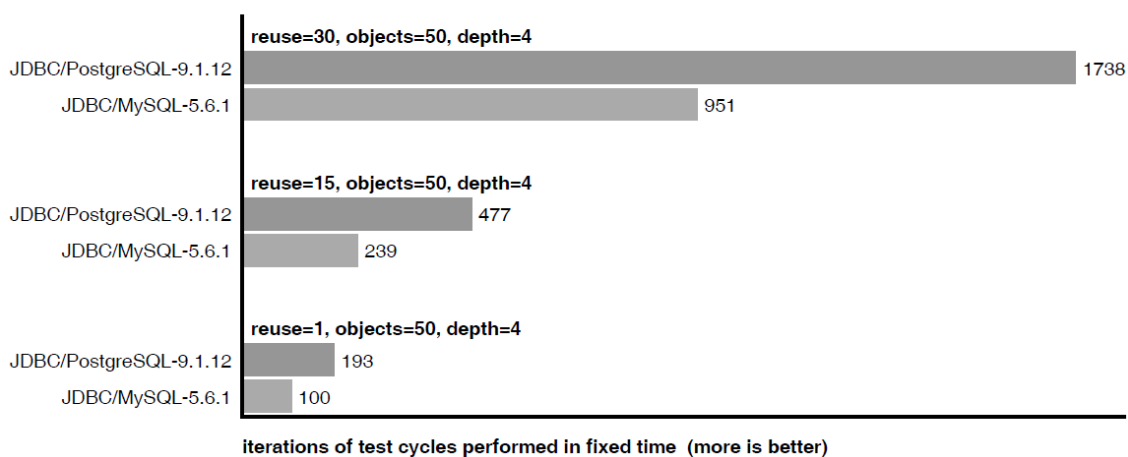 reuse=30, objects=50, depth=4
JDBC/PostgreSQL-9.1.12 1738
JDBC/MySQL-5.6.1 951
reuse=15, objects=50, depth=4
JDBC/PostgreSQL-9.1.12 477
JDBC/MySQL-5.6.1 239
reuse=1, objects=50, depth=4
JDBC/PostgreSQL-9.1.12 193
JDBC/MySQL-5.6.1 100
iterations of test cycles performed in fixed time (more is better)